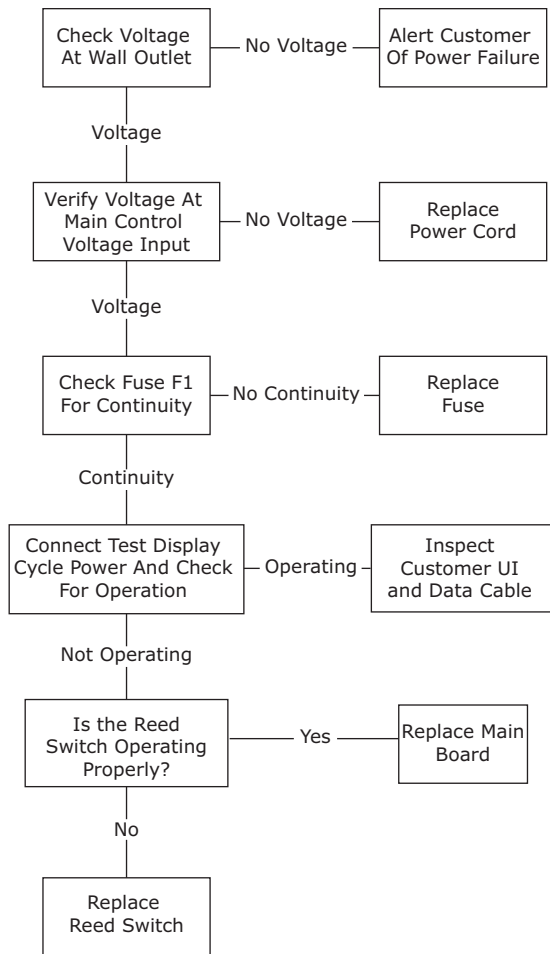 Check Voltage
At Wall Outlet
No Voltage
Alert Customer
Of Power Failure
Voltage
Verify Voltage At
Main Control
Voltage Input
No Voltage
Replace
Power Cord
Voltage
Check Fuse F1
For Continuity
No Continuity
Replace
Fuse
Continuity
Connect Test Display
Cycle Power And Check
For Operation
Operating
Inspect
Customer UI
and Data Cable
Not Operating
Is the Reed
Switch Operating
Properly?
Yes
Replace Main
Board
No
Replace
Reed Switch